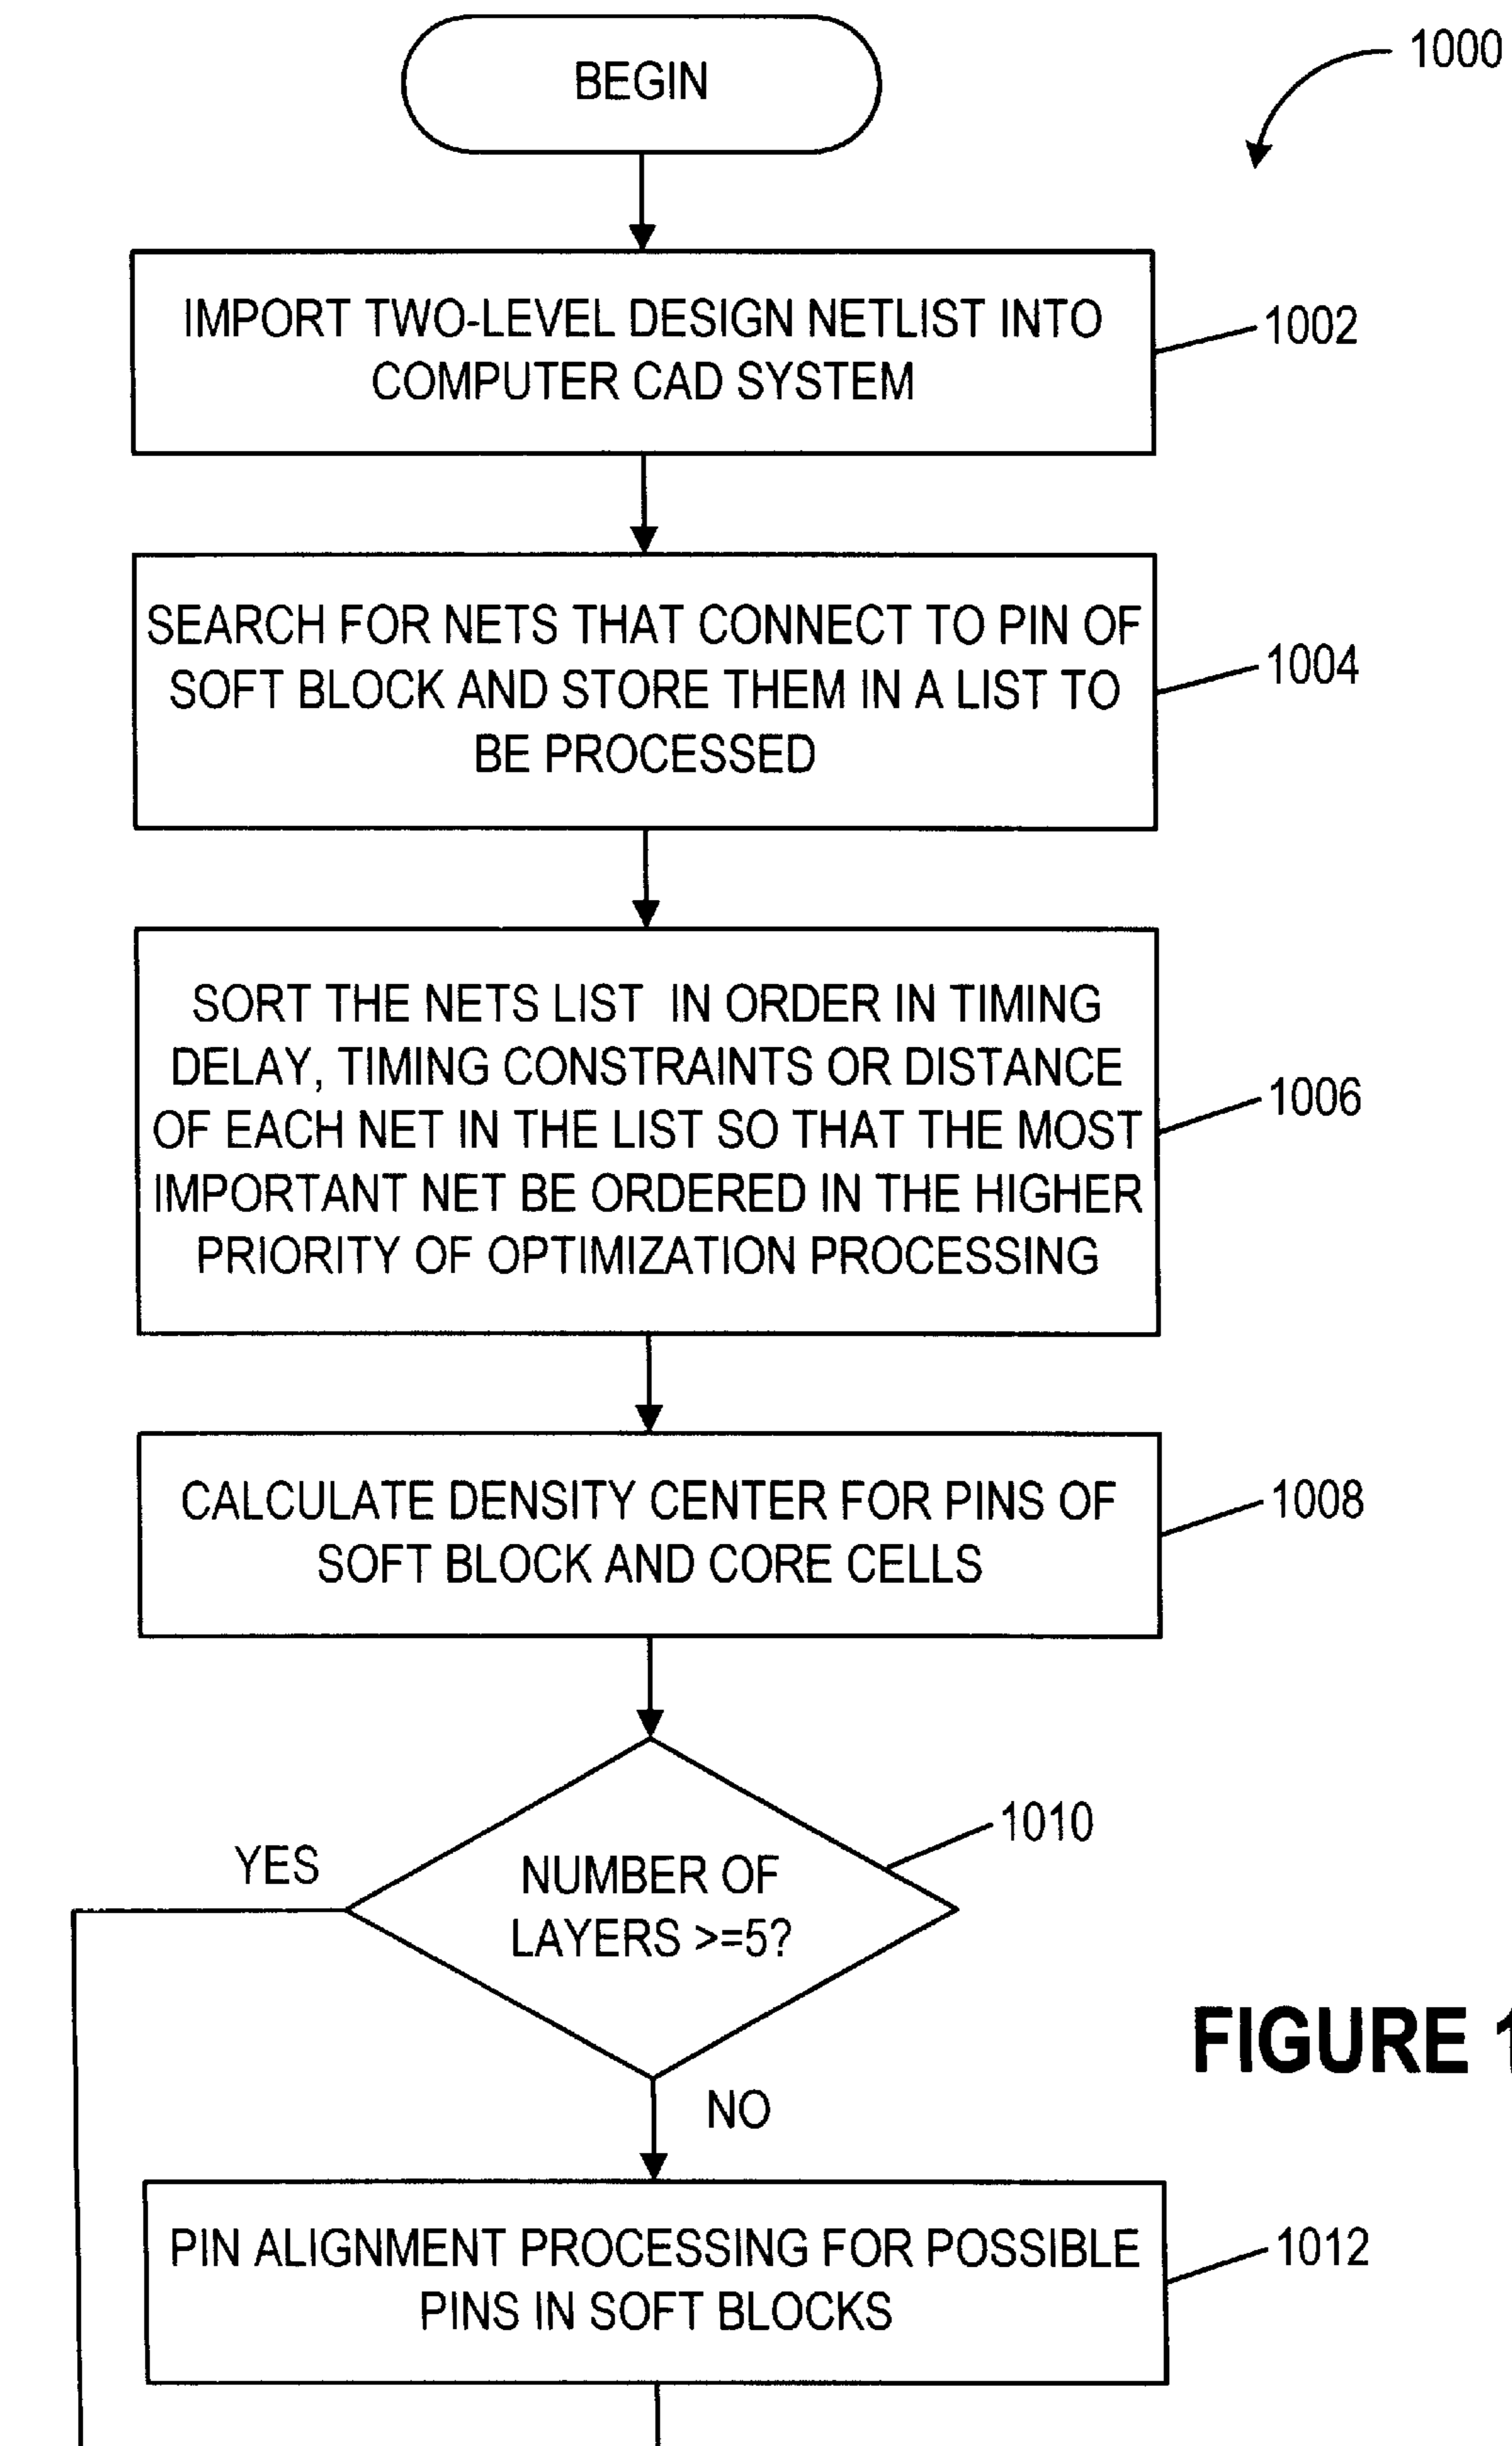 BEGIN
1000
IMPORT TWO-LEVEL DESIGN NETLIST INTO
COMPUTER CAD SYSTEM
1002
SEARCH FOR NETS THAT CONNECT TO PIN OF
SOFT BLOCK AND STORE THEM IN A LIST TO
BE PROCESSED
1004
SORT THE NETS LIST IN ORDER IN TIMING
DELAY, TIMING CONSTRAINTS OR DISTANCE
OF EACH NET IN THE LIST SO THAT THE MOST
IMPORTANT NET BE ORDERED IN THE HIGHER
PRIORITY OF OPTIMIZATION PROCESSING
1006
CALCULATE DENSITY CENTER FOR PINS OF
SOFT BLOCK AND CORE CELLS
1008
YES
NUMBER OF
LAYERS >=5?
1010
FIGURE
NO
PIN ALIGNMENT PROCESSING FOR POSSIBLE
PINS IN SOFT BLOCKS
1012